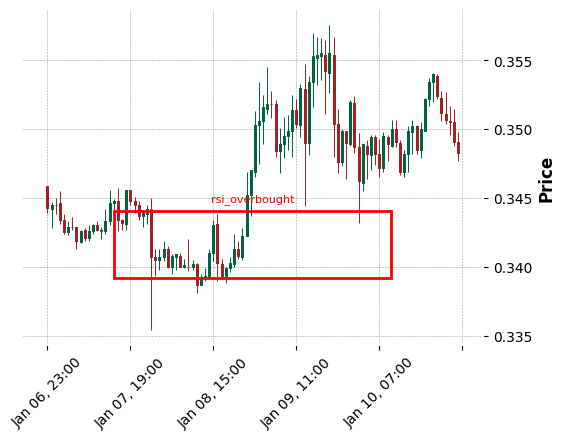 0.355
0.350
rsi_overbought
0.345
0.340
0.335
Price
Jan 06, 23:00
Jan 07, 19:00
Jan 08, 15:00
Jan 09, 11:00
Jan 10, 07:00